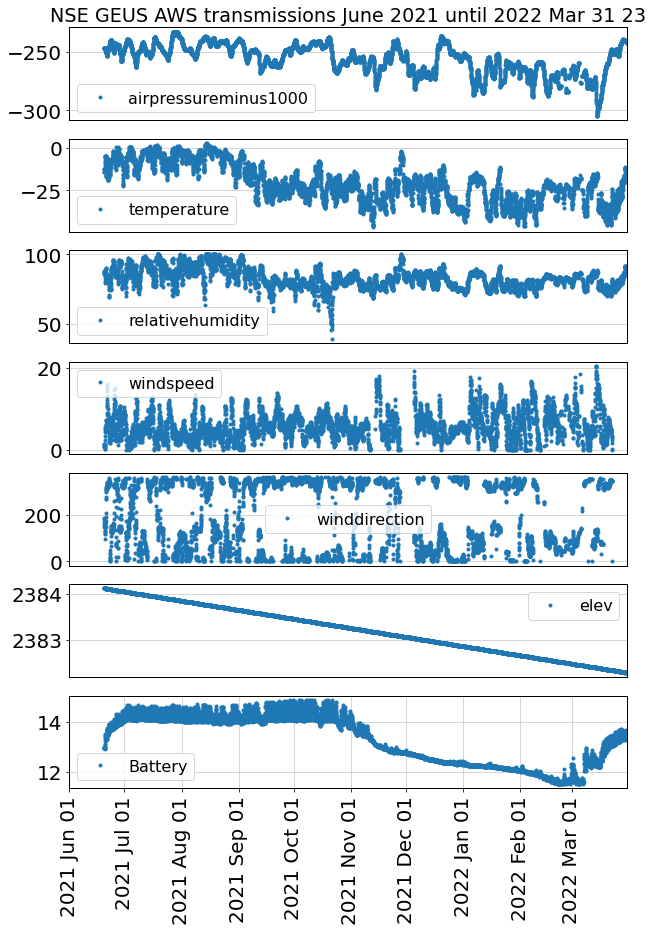 NSE GEUS AWS transmissions June 2021 until 2022 Mar 31 23
−250
−300
airpressureminus1000
0
−25
temperature
100
50
relativehumidity
20
0
windspeed
200
0
winddirection
2384
2383
elev
14
12
Battery
2021 Jun 01
2021 Jul 01
2021 Aug 01
2021 Sep 01
2021 Oct 01
2021 Nov 01
2021 Dec 01
2022 Jan 01
2022 Feb 01
2022 Mar 01